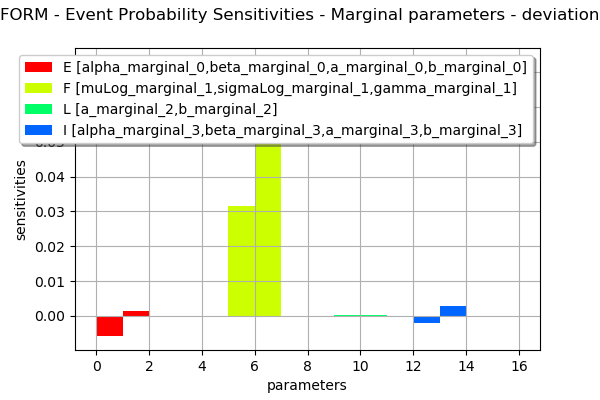 FORM - Event Probability Sensitivities - Marginal parameters - deviation
E [alpha_marginal_0,beta_marginal_0,a_marginal_0,b_marginal_0]
F [muLog_marginal_1,sigmaLog_marginal_1,gamma_marginal_1]
L [a_marginal_2,b_marginal_2]
I [alpha_marginal_3,beta_marginal_3,a_marginal_3,b_marginal_3]
sensitivities
0.04
0.03
0.02
0.01
0.00
0 2 4 6 8 10 12 14 16
parameters